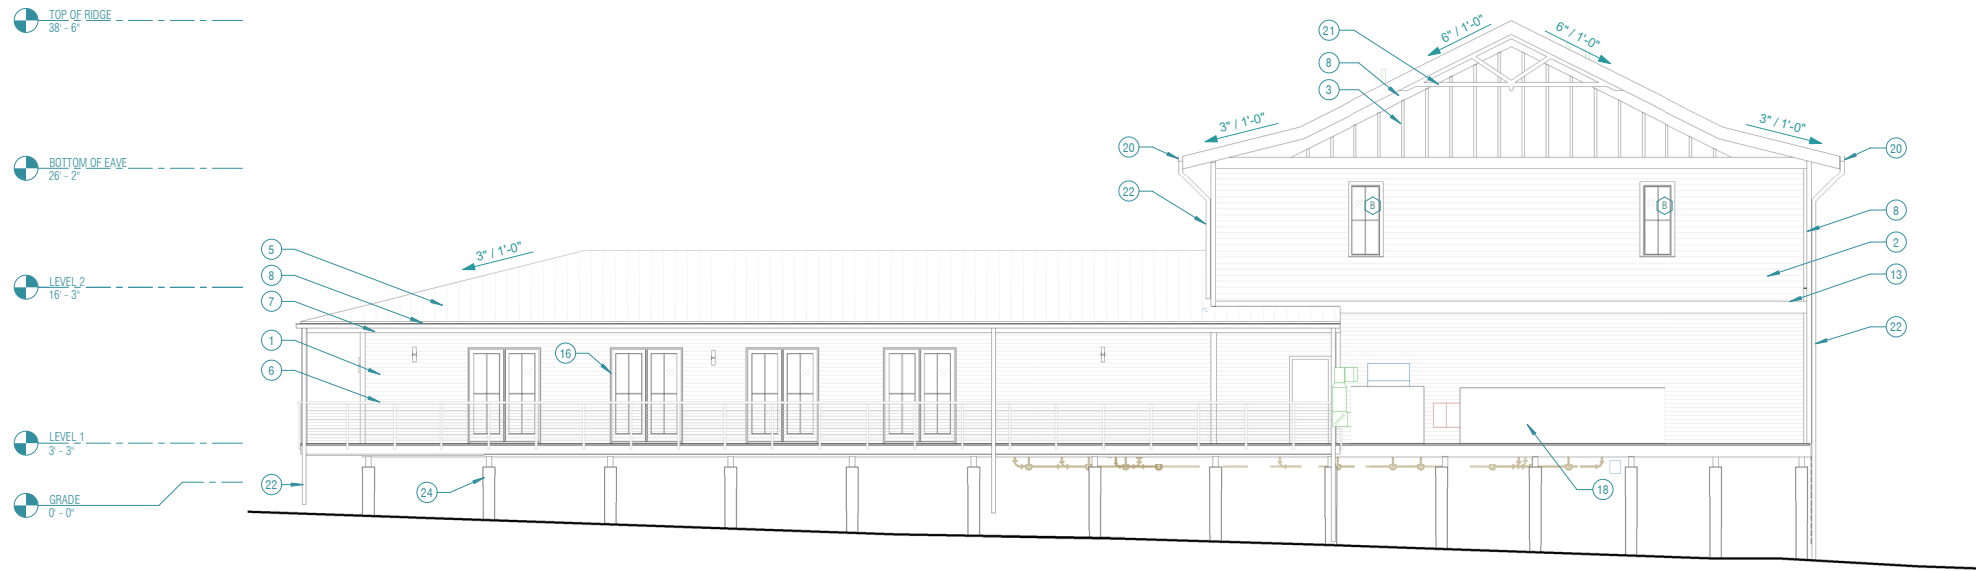 TOP OF RIDGE
38' - 6"
BOTTOM OF EAVE
26' - 2"
LEVEL 2
16' - 3"
LEVEL 1
3' - 3"
GRADE
0' - 0"
5
8
7
1
6
22
3" / 1'-0"
16
24
21
8
3
20
22
3" / 1'-0"
6" / 1'-0"
6" / 1'-0"
3" / 1'-0"
B
B
20
8
2
13
22
18